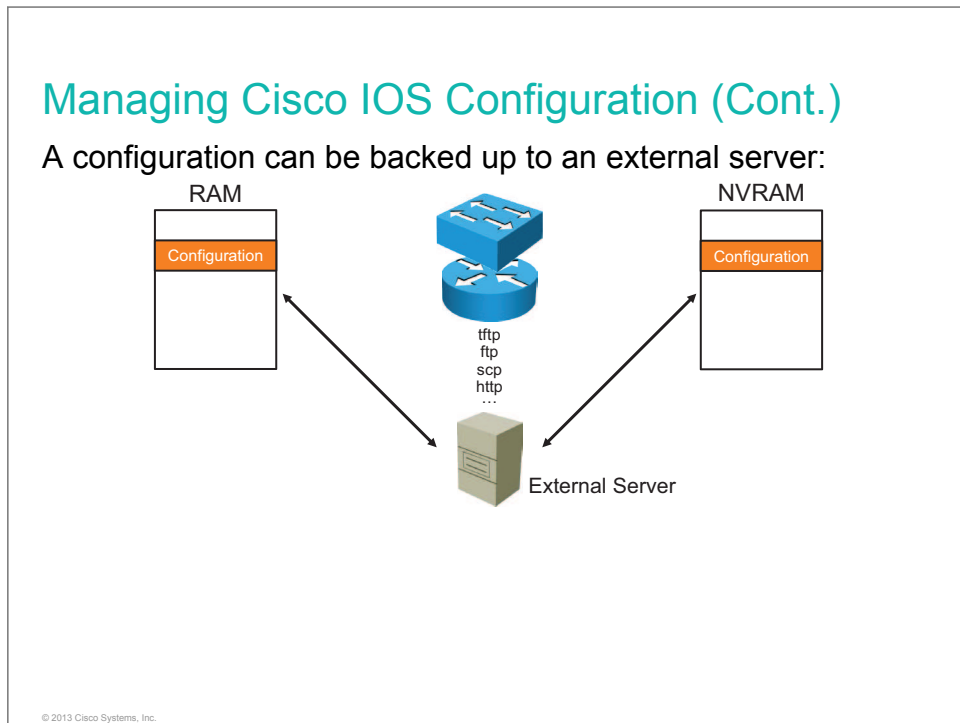 Managing Cisco IOS Configuration (Cont.)
A configuration can be backed up to an external server:
RAM
NVRAM
Configuration
Configuration
tftp
ftp
scp
http
…
External Server
© 2013 Cisco Systems, Inc.